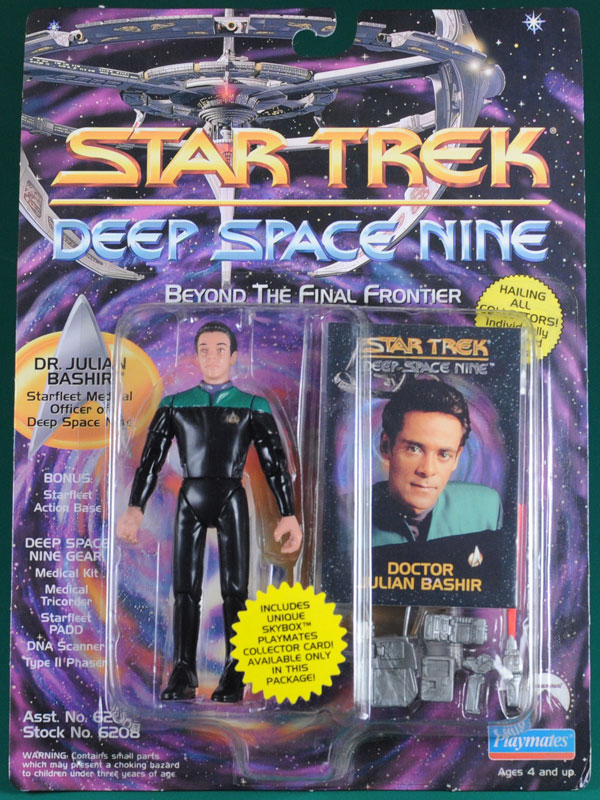 STAR TREK®
DEEP SPACE NINE
BEYOND THE FINAL FRONTIER
HAILING
ALL
COLLECTORS!
DR. JULIAN
BASHIR
Starfleet Medical
Officer of
Deep Space Nine
BONUS:
Starfleet
Action Base
DEEP SPACE
NINE GEAR:
Medical Kit
Medical
Tricorder
Starfleet
PADD
DNA Scanner
Type II Phaser
STAR TREK
DEEP SPACE NINE™
DOCTOR
JULIAN BASHIR
INCLUDES
UNIQUE
SKYBOX™
PLAYMATES
COLLECTOR CARD!
AVAILABLE ONLY
IN THIS
PACKAGE!
Asst. No.
Stock No. 6208
WARNING: Contains small parts
which may present a choking hazard
to children under three years of age
Playmates®
Ages 4 and up